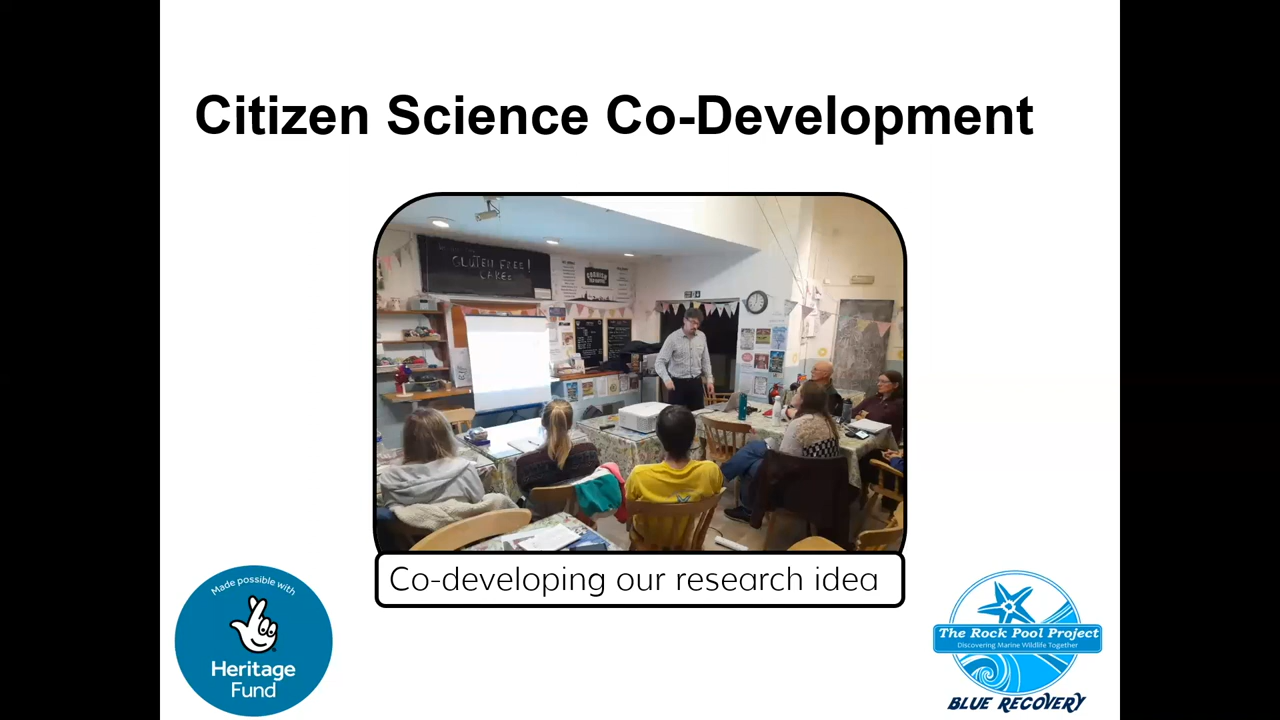 Citizen Science Co-Development
GLUTEN FREE!
CAKES
Co-developing our research idea
Made possible with
Heritage
Fund
The Rock Pool Project
Discovering Marine Wildlife Together
BLUE RECOVERY